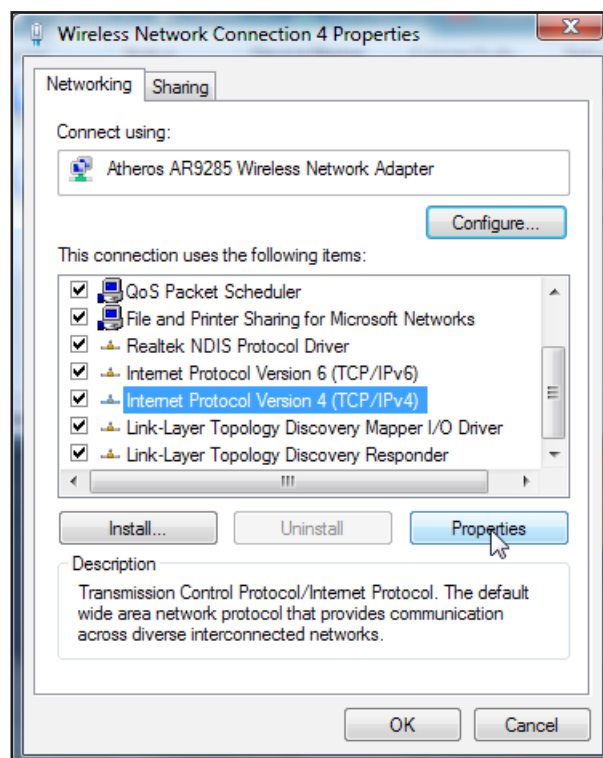 Wireless Network Connection 4 Properties
Networking Sharing
Connect using:
Atheros AR9285 Wireless Network Adapter
Configure...
This connection uses the following items:
QoS Packet Scheduler
File and Printer Sharing for Microsoft Networks
Realtek NDIS Protocol Driver
Internet Protocol Version 6 (TCP/IPv6)
Internet Protocol Version 4 (TCP/IPv4)
Link-Layer Topology Discovery Mapper I/O Driver
Link-Layer Topology Discovery Responder
Install... Uninstall Properties
Description
Transmission Control Protocol/Internet Protocol. The default
wide area network protocol that provides communication
across diverse interconnected networks.
OK Cancel